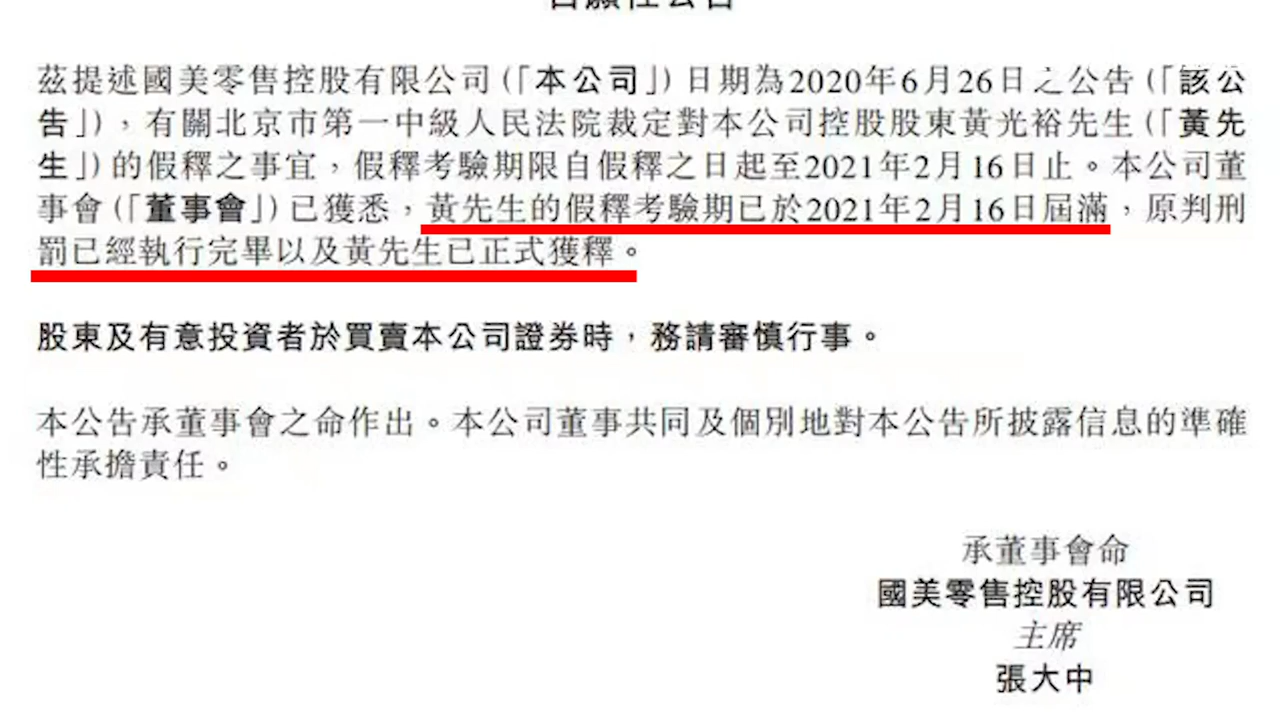 自願性公告
茲提述國美零售控股有限公司(「本公司」)日期為2020年6月26日之公告(「該公
告」)，有關北京市第一中級人民法院裁定對本公司控股股東黃光裕先生(「黃先
生」)的假釋之事宜，假釋考驗期限自假釋之日起至2021年2月16日止。本公司董
事會(「董事會」)已獲悉，黃先生的假釋考驗期已於2021年2月16日屆滿，原判刑
罰已經執行完畢以及黃先生已正式獲釋。
股東及有意投資者於買賣本公司證券時，務請審慎行事。
本公告承董事會之命作出。本公司董事共同及個別地對本公告所披露信息的準確
性承擔責任。
承董事會命
國美零售控股有限公司
主席
張大中